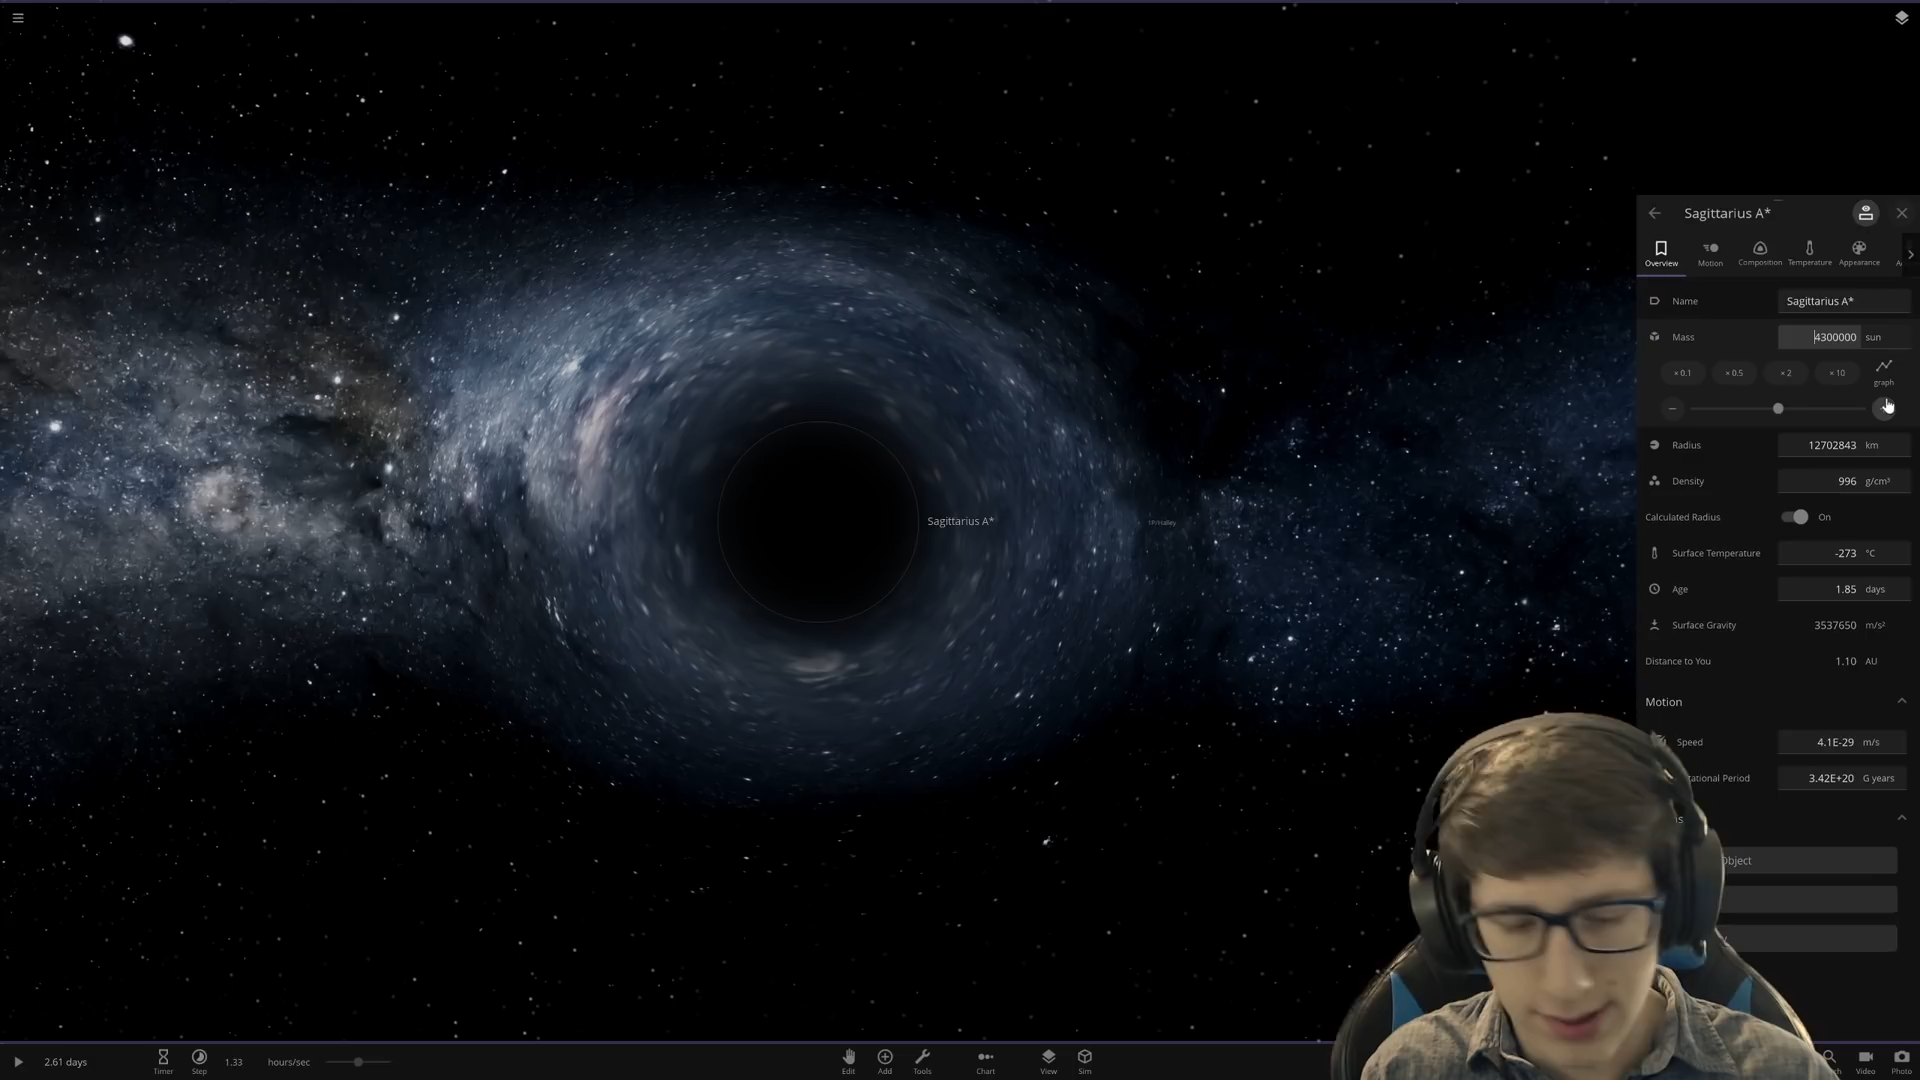 Sagittarius A*
Overview
Motion
Composition
Temperature
Appearance
Name
Sagittarius A*
Mass
4300000 sun
× 0.1
× 0.5
× 2
× 10
graph
Radius
12702843 km
Density
996 g/cm³
Calculated Radius
On
Surface Temperature
-273 °C
Age
1.85 days
Surface Gravity
3537650 m/s²
Distance to You
1.10 AU
Motion
Speed
4.1E-29 m/s
tational Period
3.42E+20 G years
Object
Sagittarius A*
1P/Halley
2.61 days
Timer
Step
1.33 hours/sec
Edit
Add
Tools
Chart
View
Sim
Video
Photo